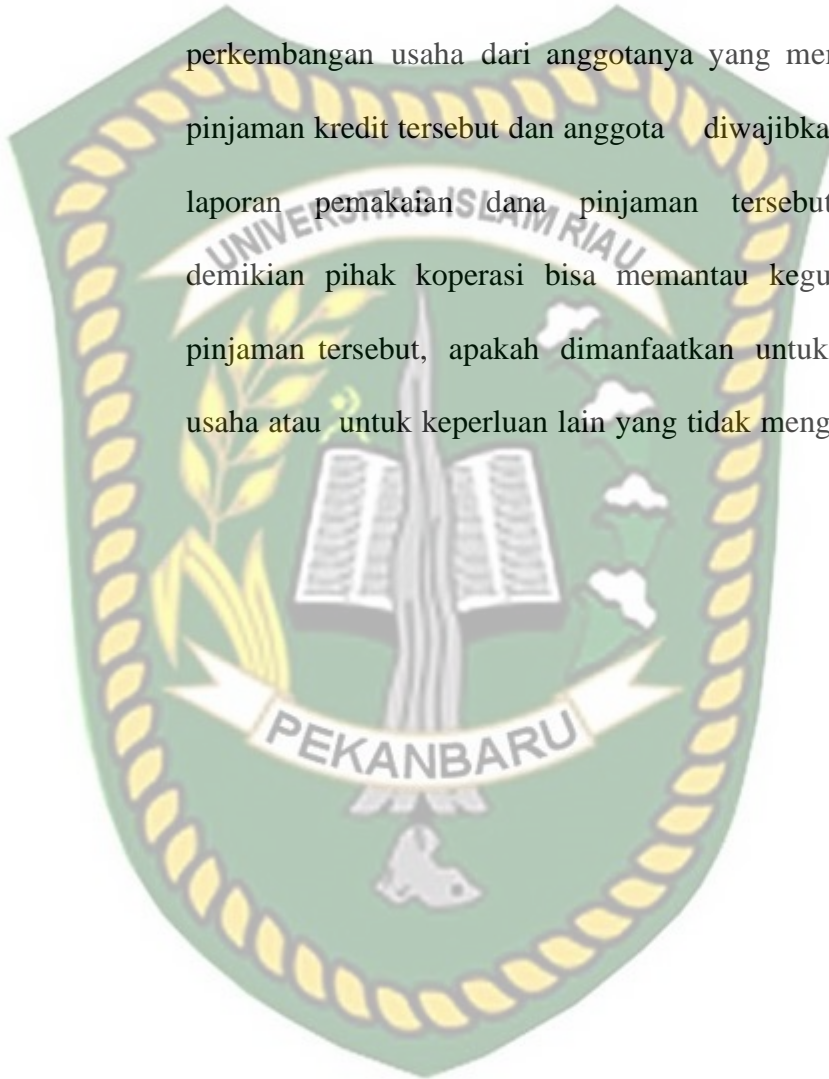 perkembangan usaha dari anggotanya yang
pinjaman kredit tersebut dan anggota diwajibka
laporan pemakaian dana pinjaman tersebut
UNIVERSITAS ISLAM RIAU
demikian pihak koperasi bisa memantau
pinjaman tersebut, apakah dimanfaatkan untuk
usaha atau untuk keperluan lain yang tidak
PEKANBARU